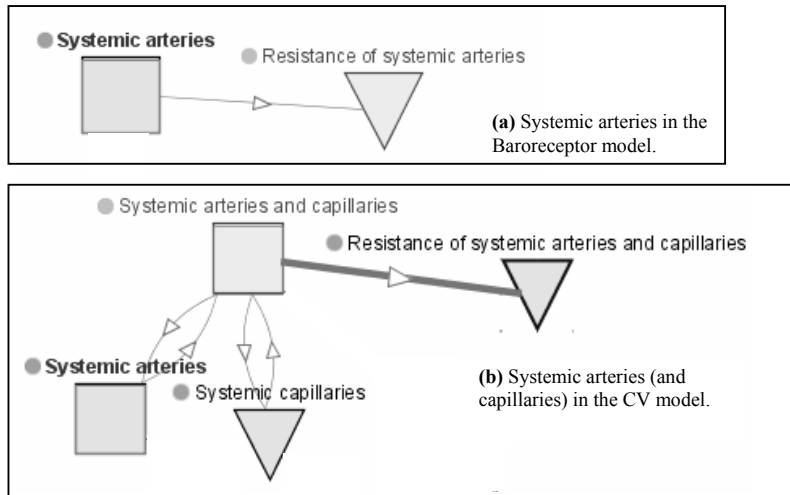 Systemic arteries
Resistance of systemic arteries
(a) Systemic arteries in the
Baroreceptor model.
Systemic arteries and capillaries
Resistance of systemic arteries and capillaries
Systemic arteries
Systemic capillaries
(b) Systemic arteries (and
capillaries) in the CV model.